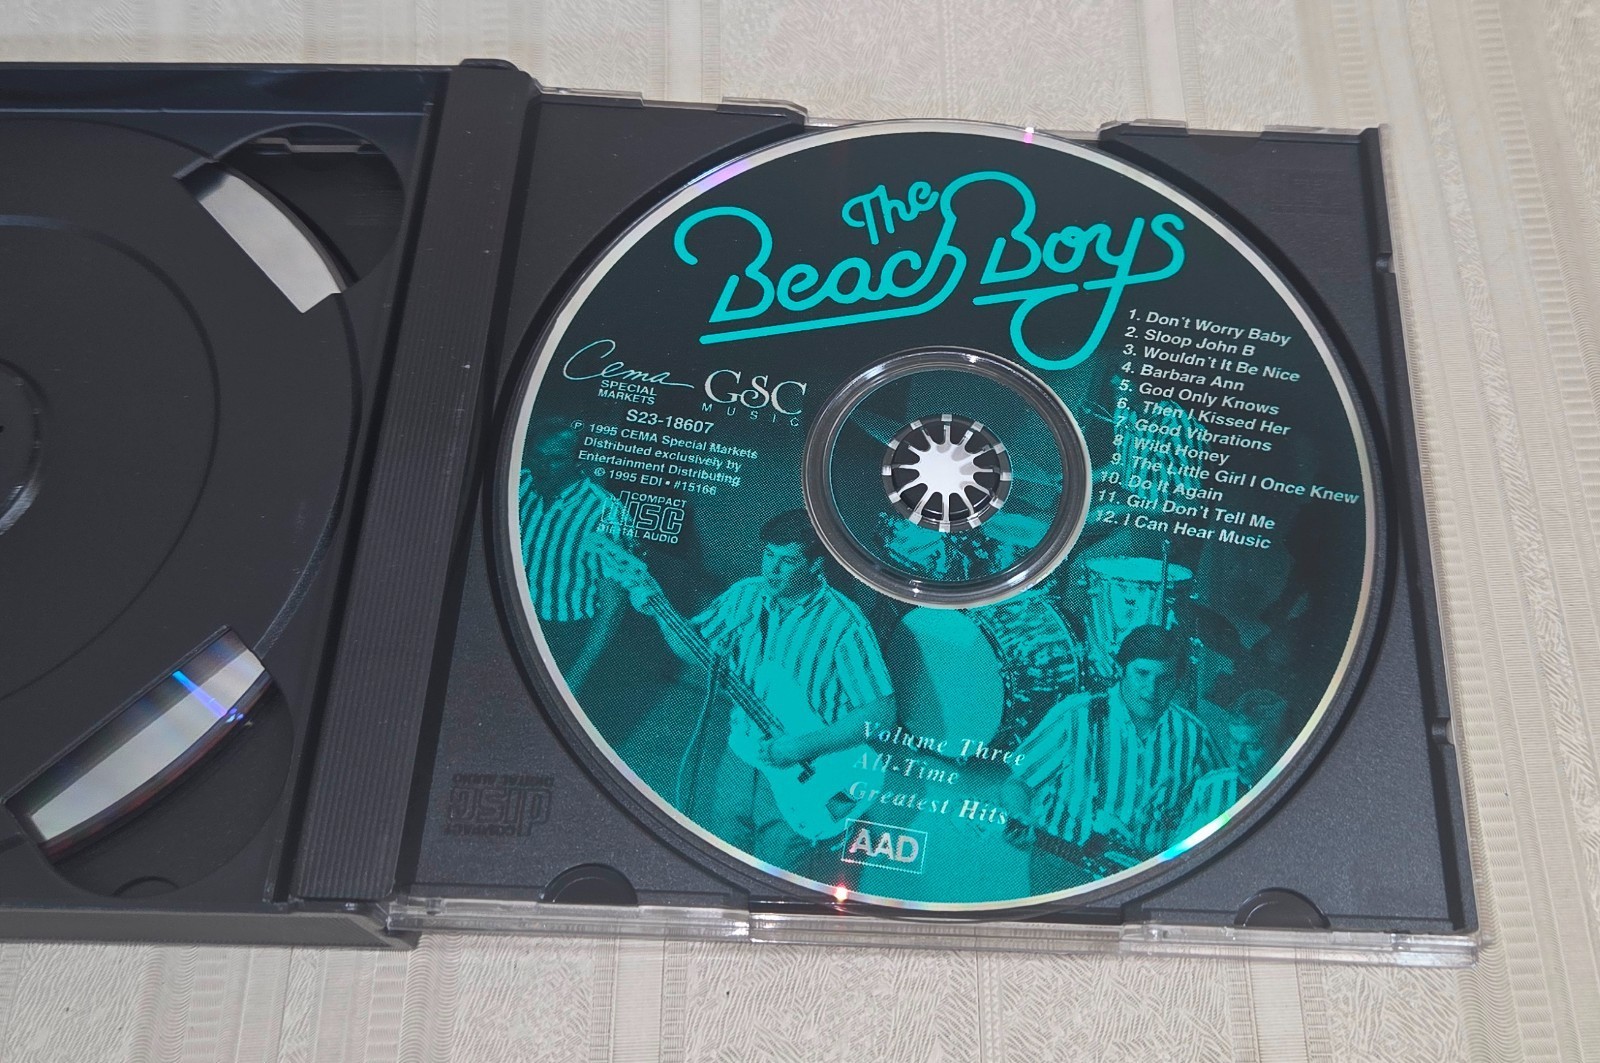 The
Beach Boys
1. Don't Worry Baby
2. Sloop John B
3. Wouldn't It Be Nice
4. Barbara Ann
5. God Only Knows
6. Then I Kissed Her
7. Good Vibrations
8. Wild Honey
9. The Little Girl I Once Knew
10. Do It Again
11. Girl Don't Tell Me
12. I Can Hear Music
Cema
SPECIAL
MARKETS
GSC
MUSIC
S23-18607
℗ 1995 CEMA Special Markets
Distributed exclusively by
Entertainment Distributing
© 1995 EDI • #15166
COMPACT
disc
DIGITAL AUDIO
Volume Three
All-Time
Greatest Hits
AAD
COMPACT
disc
DIGITAL AUDIO